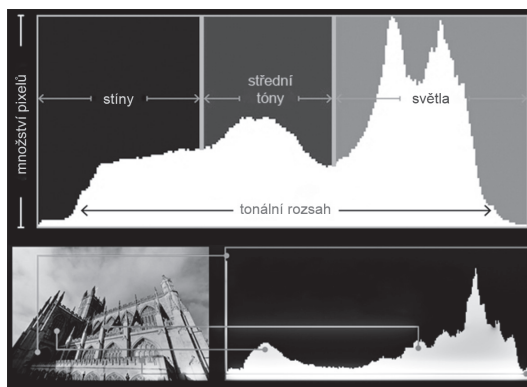 množství pixelů
stíny
střední
tóny
světla
tonální rozsah